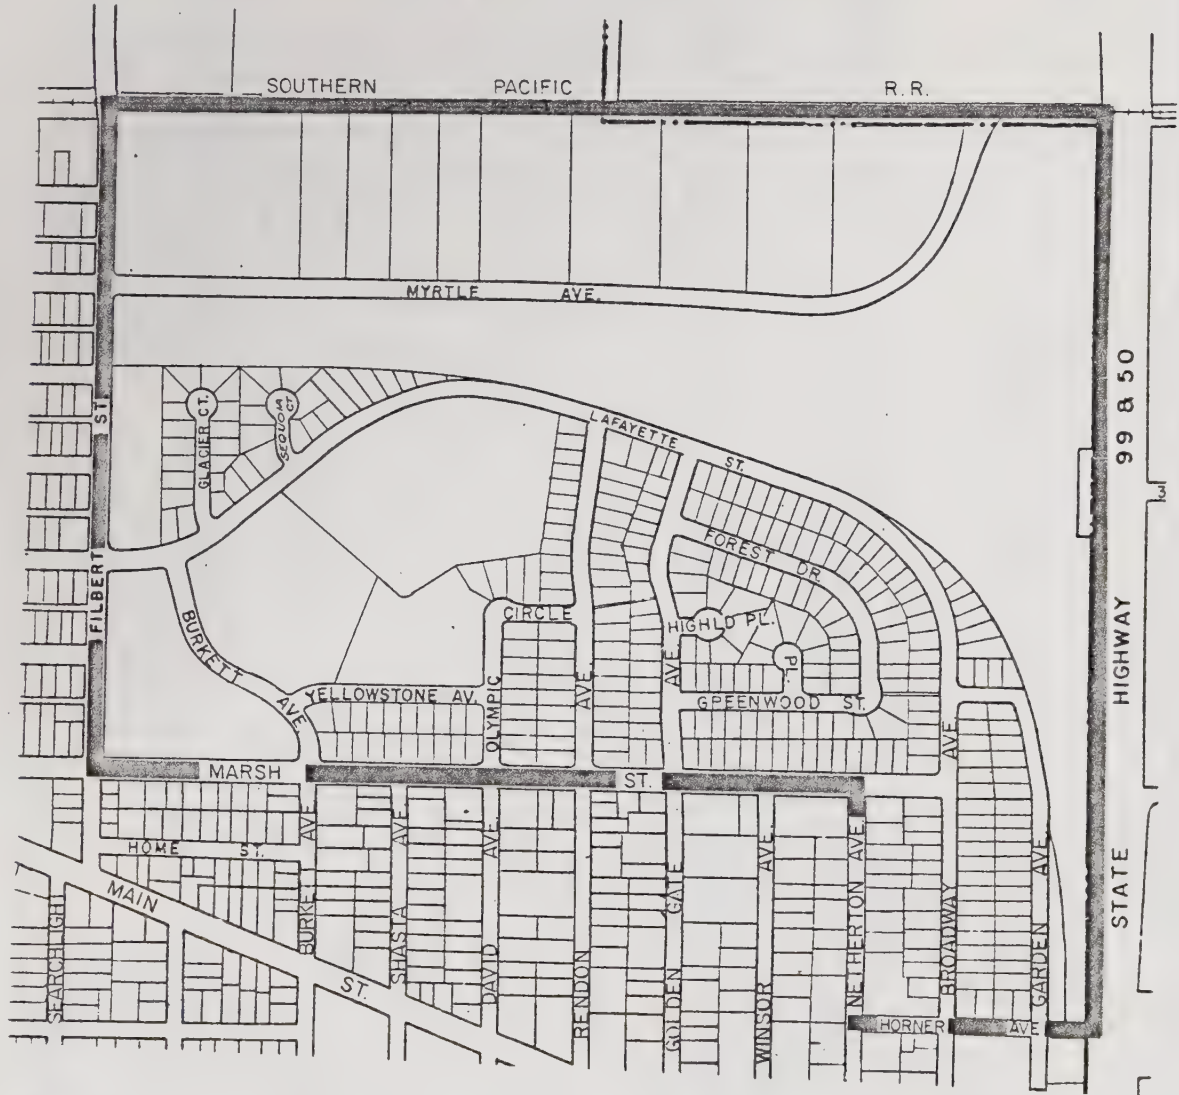 SOUTHERN PACIFIC R.R.
MYRTLE AVE.
99 & 50
STATE HIGHWAY
FILBERT ST.
GLACIER CT.
SEQUOIA CT.
LAFAYETTE ST.
FOREST DR.
CIRCLE
HIGHLD PL.
PL.
BURKETT AVE
YELLOWSTONE AV.
OLYMPIC
AVE.
AVE.
GREENWOOD ST.
AVE.
MARSH ST.
HOME ST.
MAIN ST.
SEARCHLIGHT
BURKETT AVE
SHASTA AVE.
DAVID AVE.
RENDON
GOLDEN GATE
WINSOR AVE
NETHERTON AVE.
BROADWAY
GARDEN AVE.
HORNER AVE